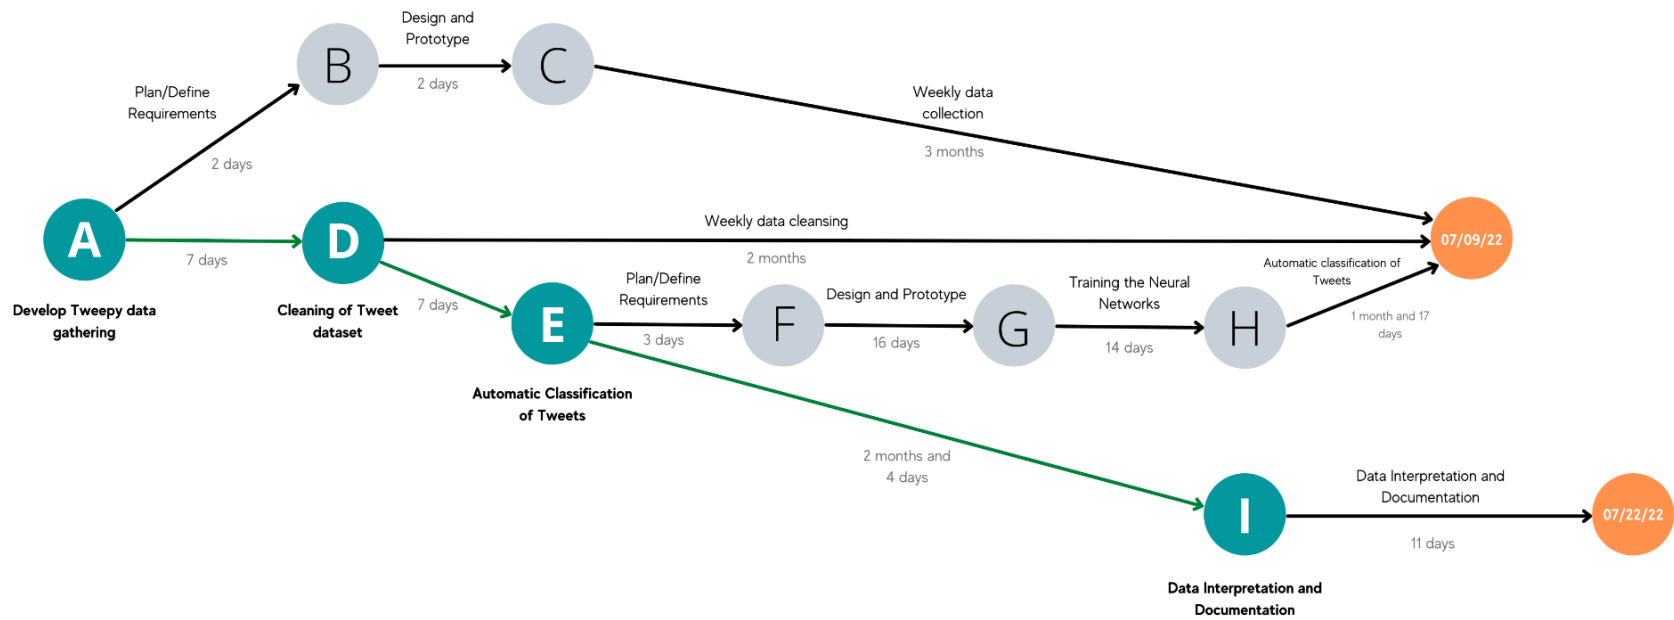 Design and
Prototype
B
C
2 days
Plan/Define
Requirements
2 days
Weekly data
collection
3 months
A
7 days
Develop Tweepy data
gathering
D
Cleaning of Tweet
dataset
Weekly data cleansing
2 months
07/09/22
7 days
E
Automatic Classification
of Tweets
Plan/Define
Requirements
3 days
F
Design and Prototype
16 days
G
Training the Neural
Networks
14 days
H
Automatic classification of
Tweets
1 month and 17
days
2 months and
4 days
I
Data Interpretation and
Documentation
Data Interpretation and
Documentation
11 days
07/22/22